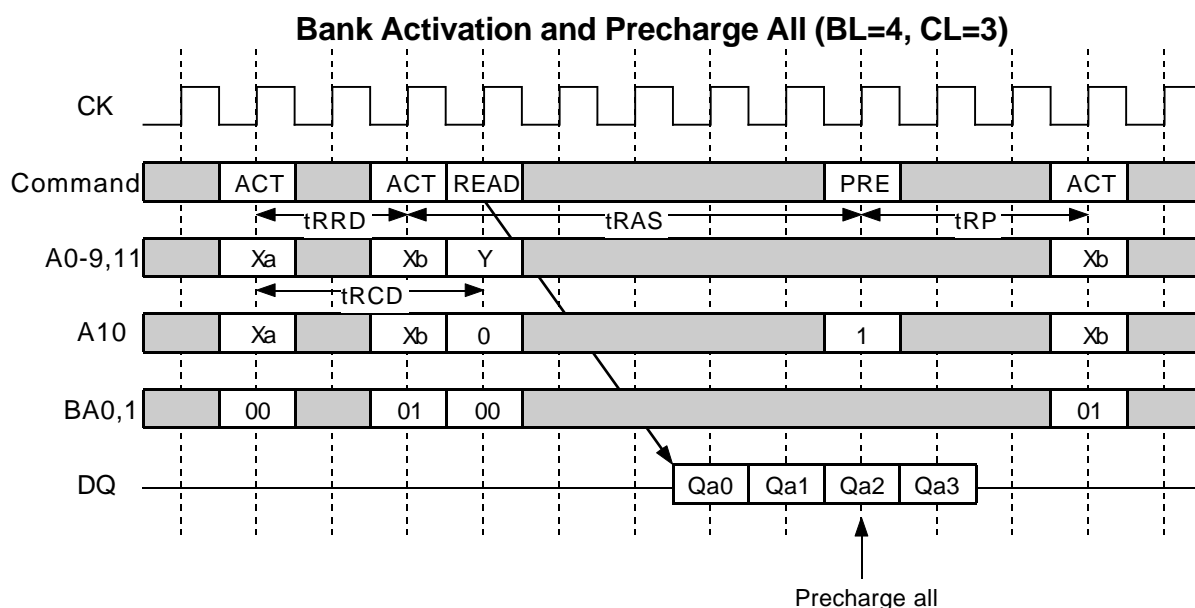 Bank Activation and Precharge All (BL=4, CL=3)
CK
Command ACT ACT READ PRE ACT
tRRD tRAS tRP
A0-9,11 Xa Xb Y Xb
tRCD
A10 Xa Xb 0 1 Xb
BA0,1 00 01 00 01
DQ Qa0 Qa1 Qa2 Qa3
Precharge all